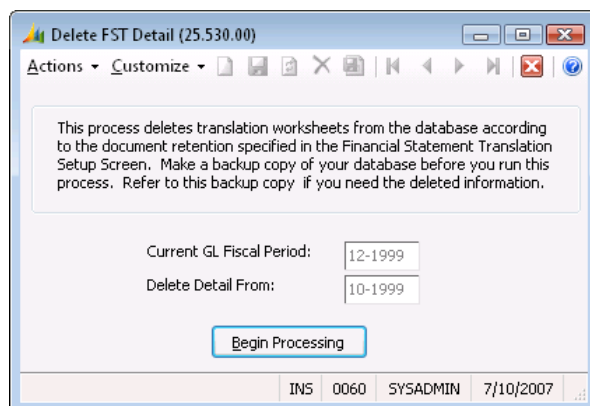 Delete FST Detail (25.530.00)
Actions Customize
This process deletes translation worksheets from the database according
to the document retention specified in the Financial Statement Translation
Setup Screen. Make a backup copy of your database before you run this
process. Refer to this backup copy if you need the deleted information.
Current GL Fiscal Period: 12-1999
Delete Detail From: 10-1999
Begin Processing
INS 0060 SYSADMIN 7/10/2007